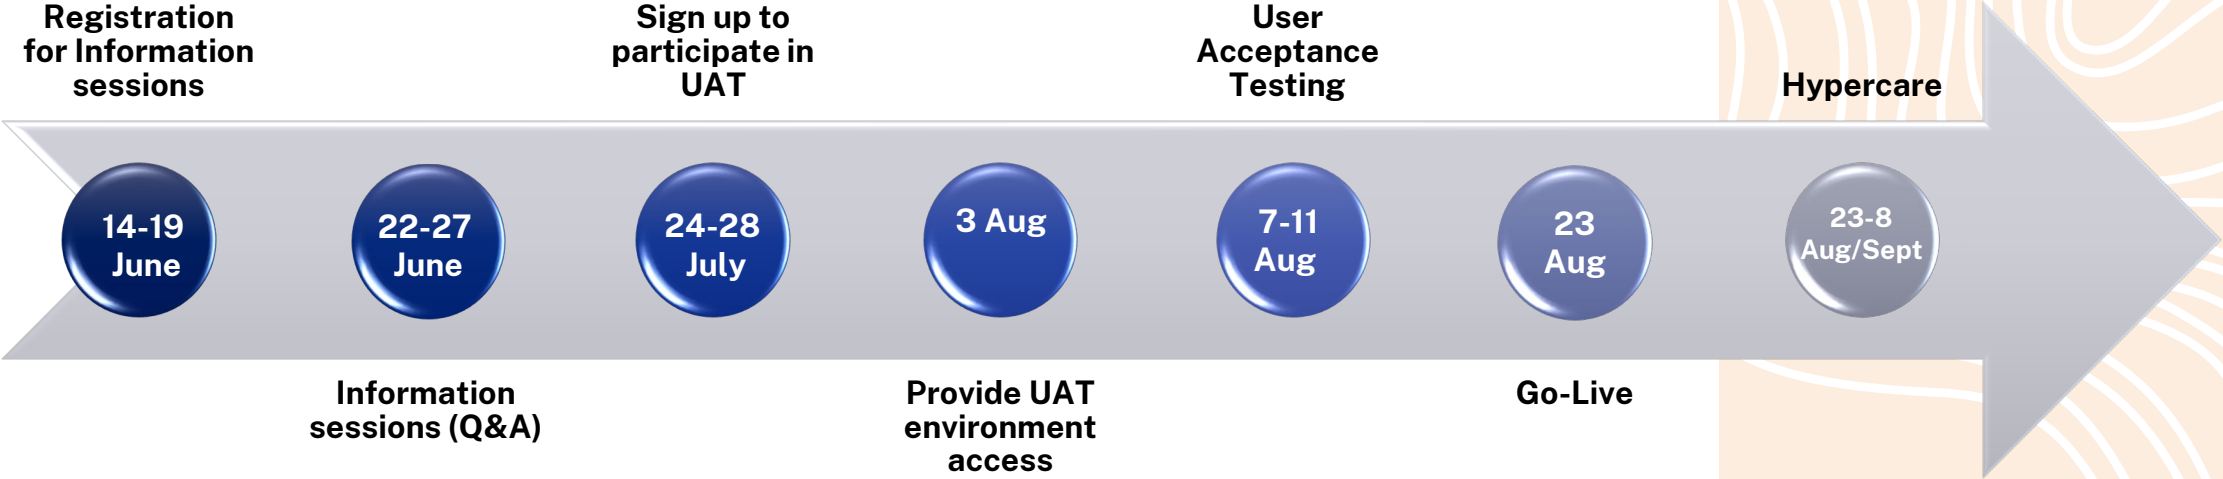 Registration
for Information
sessions
Sign up to
participate in
UAT
User
Acceptance
Testing
Hypercare
14-19
June
22-27
June
24-28
July
3 Aug
7-11
Aug
23
Aug
23-8
Aug/Sept
Information
sessions (Q&A)
Provide UAT
environment
access
Go-Live